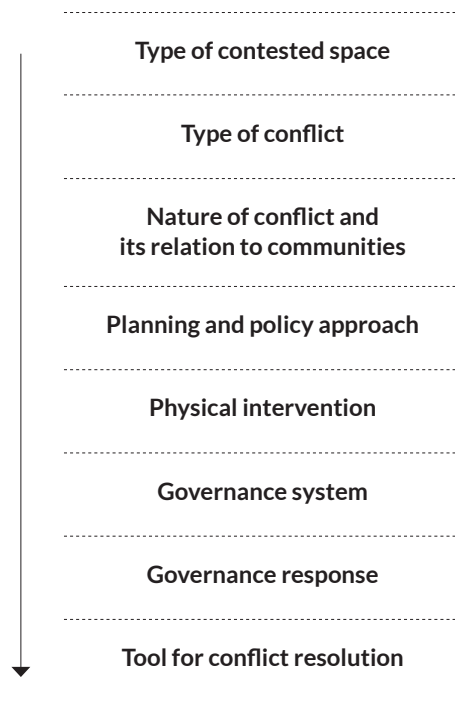 Type of contested space
Type of conflict
Nature of conflict and
its relation to communities
Planning and policy approach
Physical intervention
Governance system
Governance response
Tool for conflict resolution